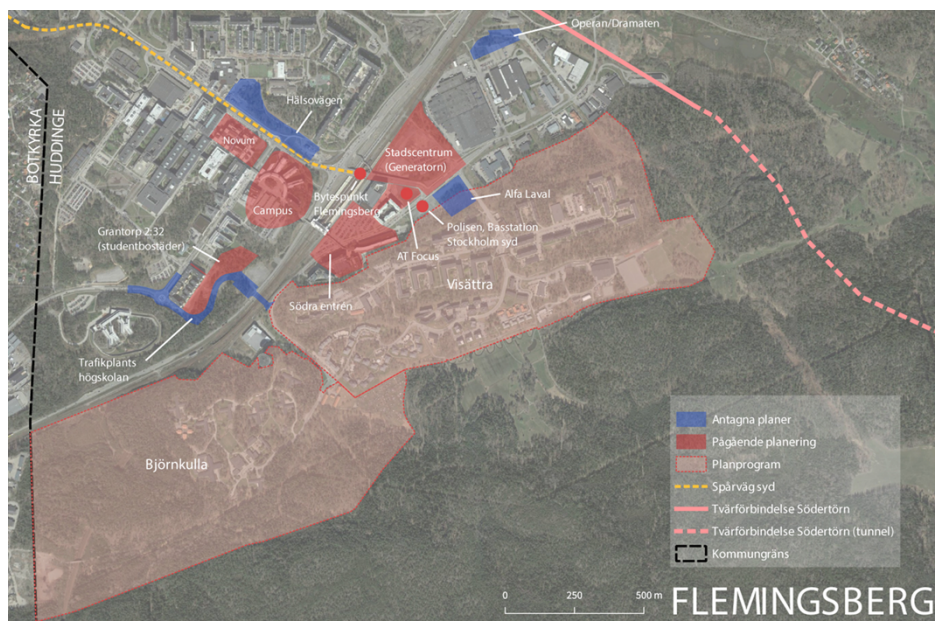 Operan/Dramaten
Hälsovägen
BOTKYRKA
HUDDINGE
Novum
Stadscentrum
(Generatorn)
Campus
Bytespunkt
Flemingsberg
Alfa Laval
Polisen, Basstation
Stockholm syd
AT Focus
Grantorp 2:32
(studentbostäder)
Visättra
Södra entrén
Trafikplants
högskolan
Björnkulla
Antagna planer
Pågående planering
Planprogram
Spårväg syd
Tvärförbindelse Södertörn
Tvärförbindelse Södertörn (tunnel)
Kommungräns
0 250 500 m
FLEMINGSBERG